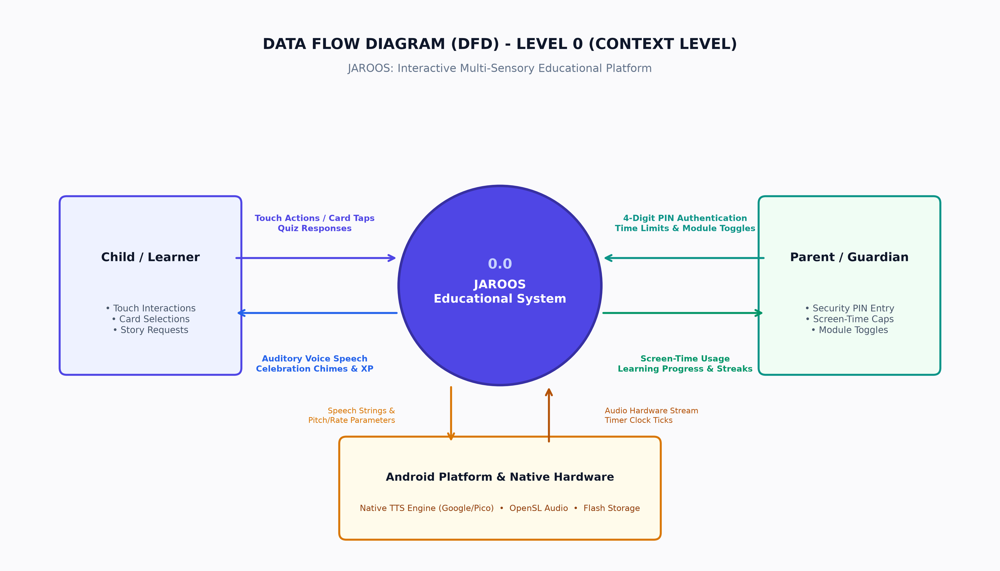 DATA FLOW DIAGRAM (DFD) - LEVEL 0 (CONTEXT LEVEL)
JAROOS: Interactive Multi-Sensory Educational Platform
Child / Learner
• Touch Interactions
• Card Selections
• Story Requests
Touch Actions / Card Taps
Quiz Responses
Auditory Voice Speech
Celebration Chimes & XP
0.0
JAROOS
Educational System
4-Digit PIN Authentication
Time Limits & Module Toggles
Screen-Time Usage
Learning Progress & Streaks
Parent / Guardian
• Security PIN Entry
• Screen-Time Caps
• Module Toggles
Speech Strings &
Pitch/Rate Parameters
Audio Hardware Stream
Timer Clock Ticks
Android Platform & Native Hardware
Native TTS Engine (Google/Pico) • OpenSL Audio • Flash Storage